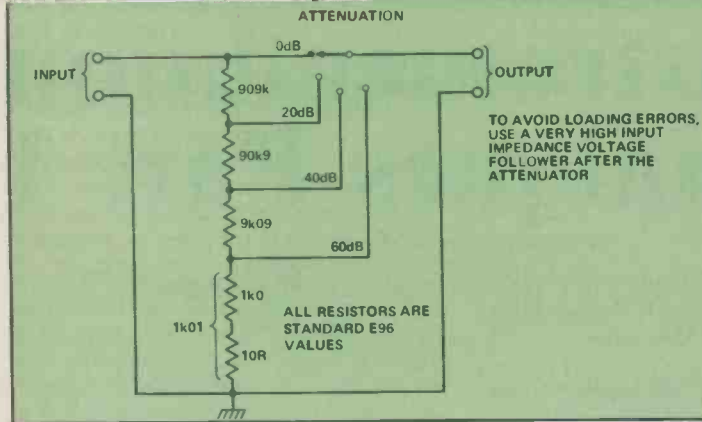 ATTENUATION
0dB
INPUT
OUTPUT
909k
20dB
TO AVOID LOADING ERRORS,
USE A VERY HIGH INPUT
IMPEDANCE VOLTAGE
FOLLOWER AFTER THE
ATTENUATOR
90k9
40dB
9k09
60dB
1k0
1k01
ALL RESISTORS ARE
STANDARD E96
VALUES
10R